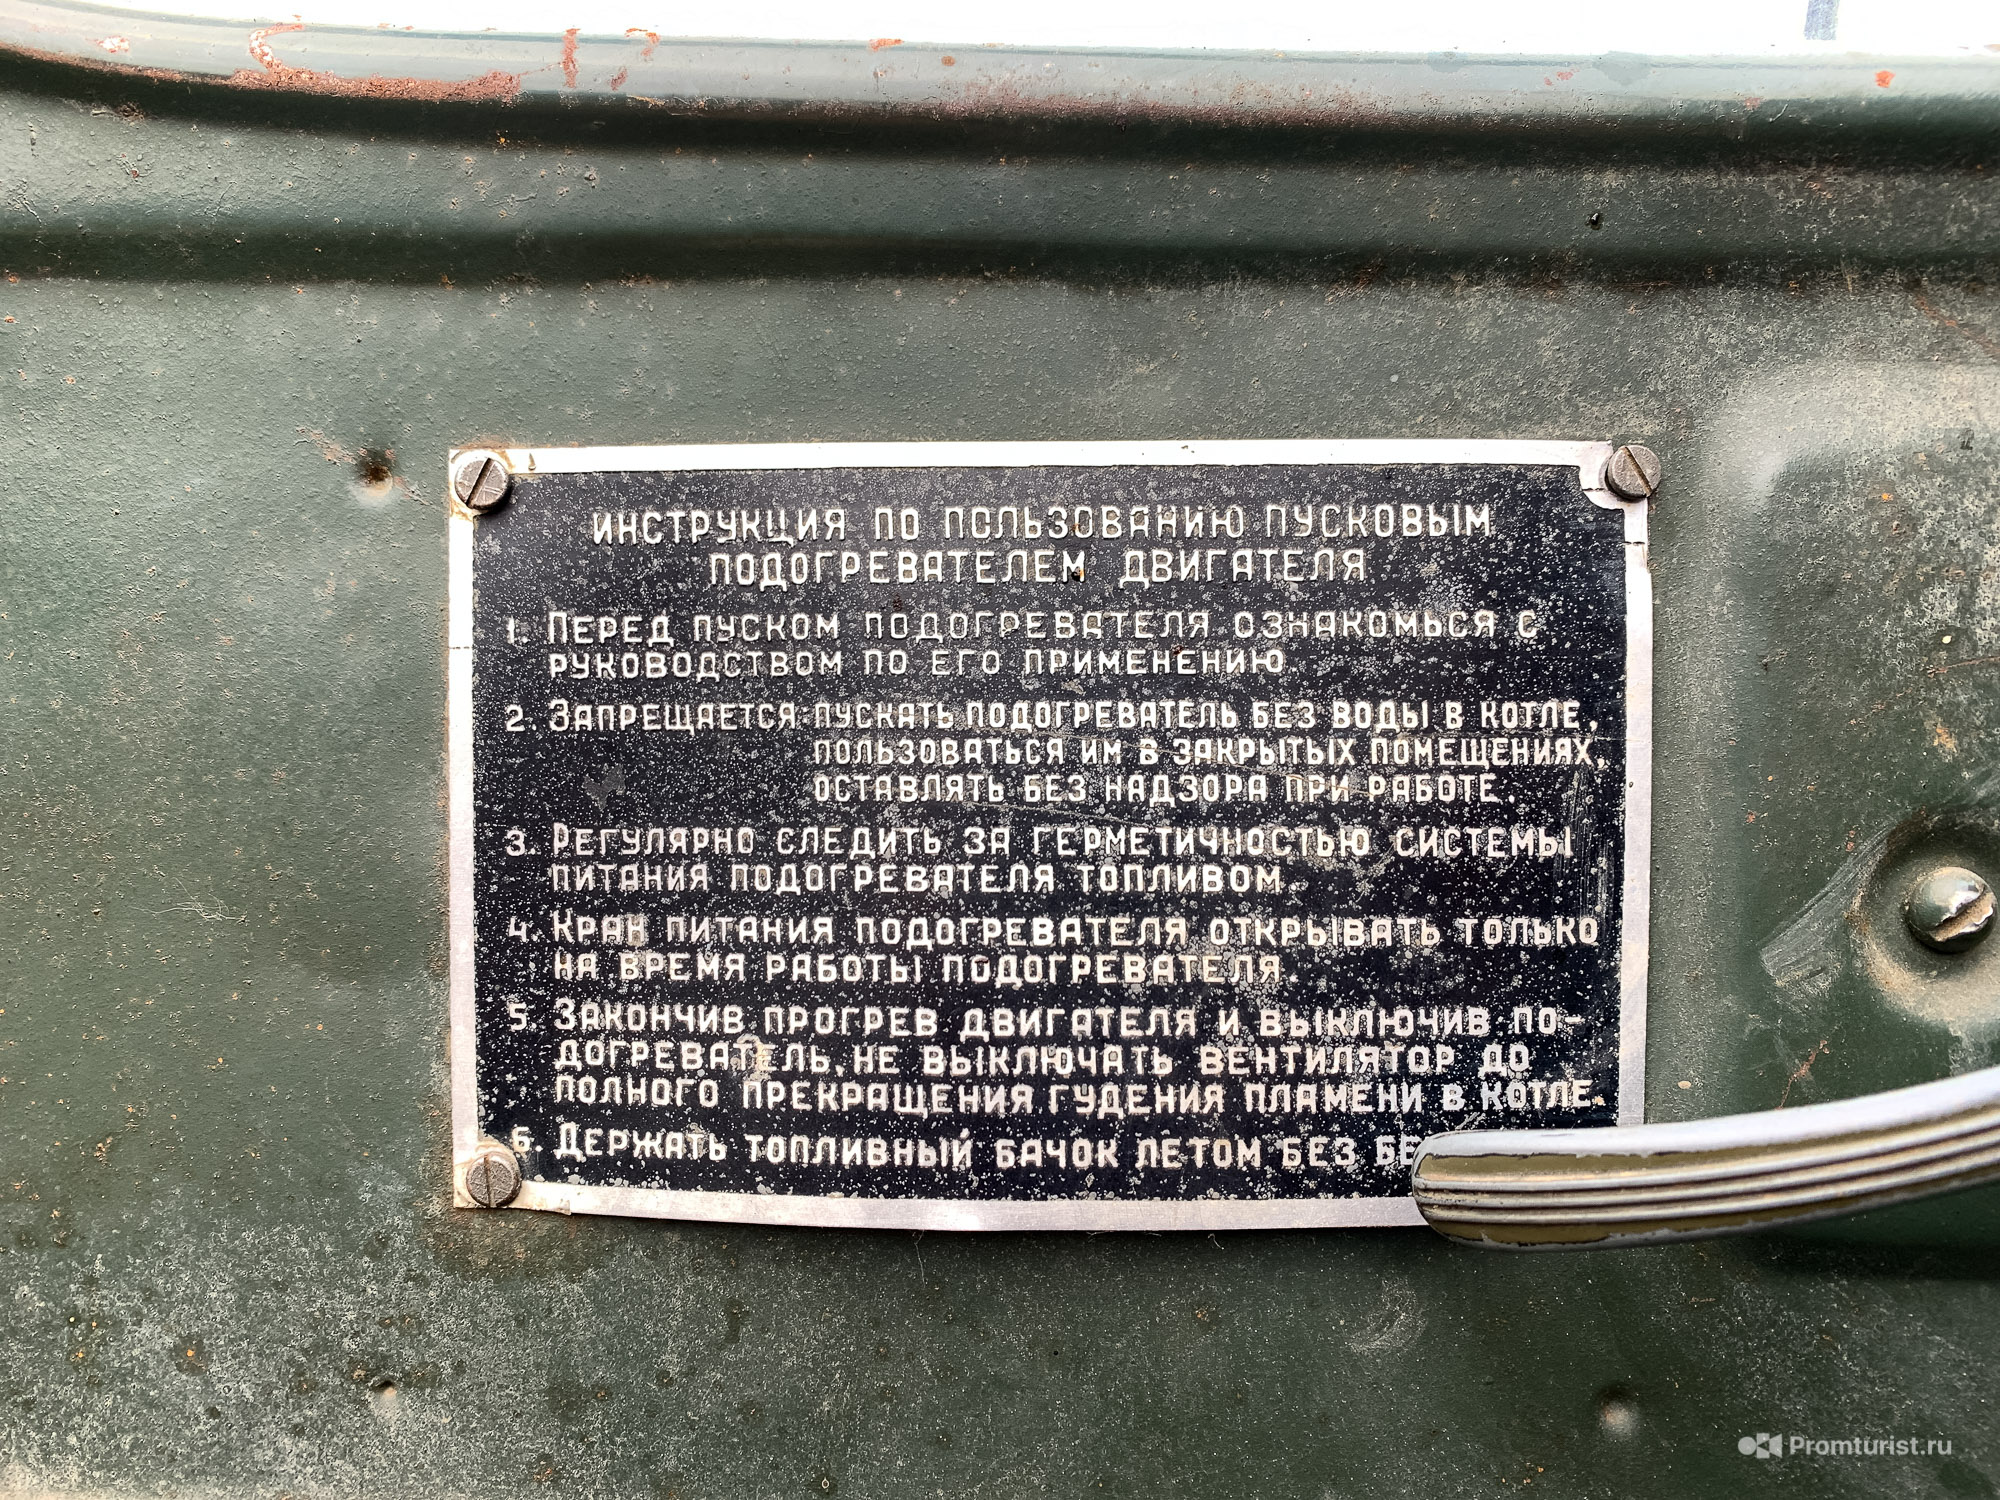 ИНСТРУКЦИЯ ПО ПОЛЬЗОВАНИЮ ПУСКОВЫМ
ПОДОГРЕВАТЕЛЕМ ДВИГАТЕЛЯ
1. ПЕРЕД ПУСКОМ ПОДОГРЕВАТЕЛЯ ОЗНАКОМЬСЯ С
РУКОВОДСТВОМ ПО ЕГО ПРИМЕНЕНИЮ
2. ЗАПРЕЩАЕТСЯ: ПУСКАТЬ ПОДОГРЕВАТЕЛЬ БЕЗ ВОДЫ В КОТЛЕ,
ПОЛЬЗОВАТЬСЯ ИМ В ЗАКРЫТЫХ ПОМЕЩЕНИЯХ,
ОСТАВЛЯТЬ БЕЗ НАДЗОРА ПРИ РАБОТЕ.
3. РЕГУЛЯРНО СЛЕДИТЬ ЗА ГЕРМЕТИЧНОСТЬЮ СИСТЕМЫ
ПИТАНИЯ ПОДОГРЕВАТЕЛЯ ТОПЛИВОМ.
4. КРАН ПИТАНИЯ ПОДОГРЕВАТЕЛЯ ОТКРЫВАТЬ ТОЛЬКО
НА ВРЕМЯ РАБОТЫ ПОДОГРЕВАТЕЛЯ
5. ЗАКОНЧИВ ПРОГРЕВ ДВИГАТЕЛЯ И ВЫКЛЮЧИВ ПО-
ДОГРЕВАТЕЛЬ, НЕ ВЫКЛЮЧАТЬ ВЕНТИЛЯТОР ДО
ПОЛНОГО ПРЕКРАЩЕНИЯ ГУДЕНИЯ ПЛАМЕНИ В КОТЛЕ.
6. ДЕРЖАТЬ ТОПЛИВНЫЙ БАЧОК ЛЕТОМ БЕЗ
Promturist.ru